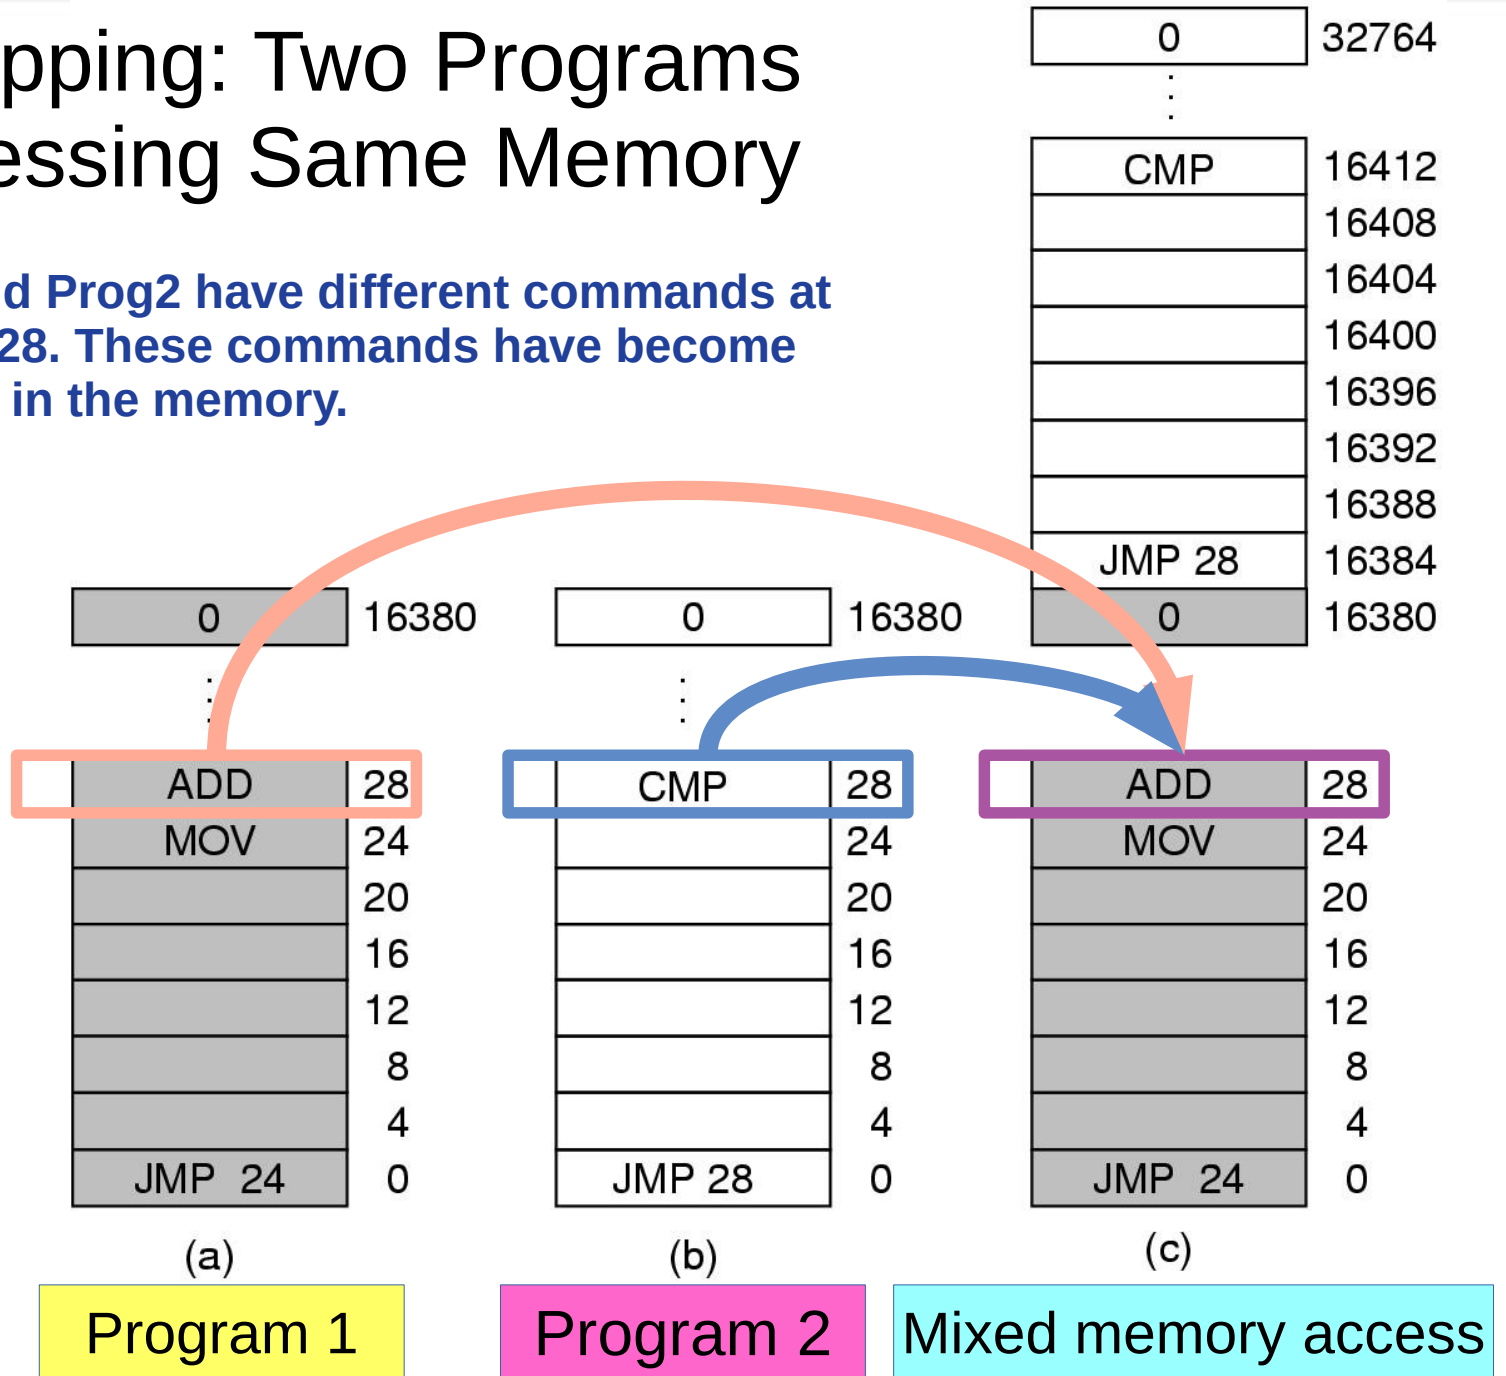 pping: Two Programs
essing Same Memory
d Prog2 have different commands at
28. These commands have become
in the memory.
0 32764
CMP 16412
16408
16404
16400
16396
16392
16388
JMP 28 16384
0 16380
0 16380
0 16380
ADD 28
MOV 24
20
16
12
8
4
JMP 24 0
(a)
Program 1
CMP 28
24
20
16
12
8
4
JMP 28 0
(b)
Program 2
ADD 28
MOV 24
20
16
12
8
4
JMP 24 0
(c)
Mixed memory access